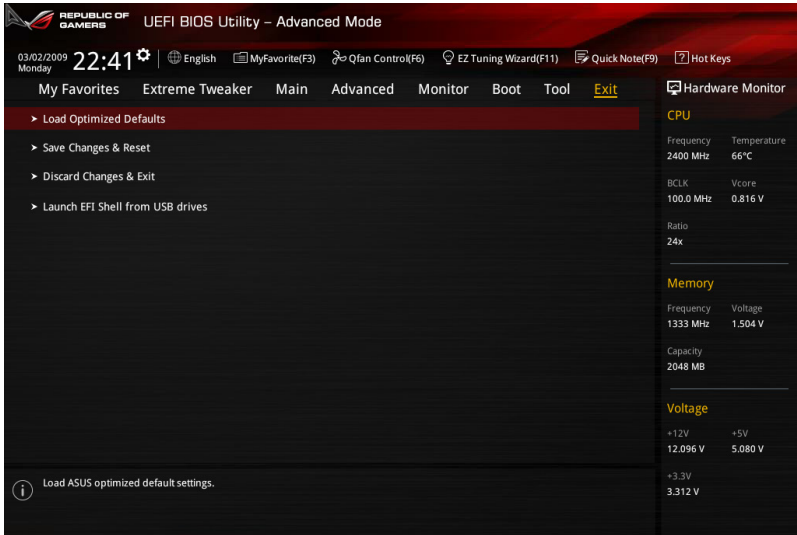 REPUBLIC OF
GAMERS
UEFI BIOS Utility – Advanced Mode
03/02/2009
Monday
22:41
English
MyFavorite(F3)
Qfan Control(F6)
EZ Tuning Wizard(F11)
Quick Note(F9)
? Hot Keys
My Favorites
Extreme Tweaker
Main
Advanced
Monitor
Boot
Tool
Exit
Hardware Monitor
➤ Load Optimized Defaults
➤ Save Changes & Reset
➤ Discard Changes & Exit
➤ Launch EFI Shell from USB drives
CPU
Frequency Temperature
2400 MHz 66°C
BCLK Vcore
100.0 MHz 0.816 V
Ratio
24x
Memory
Frequency Voltage
1333 MHz 1.504 V
Capacity
2048 MB
Voltage
+12V +5V
12.096 V 5.080 V
+3.3V
3.312 V
i
Load ASUS optimized default settings.